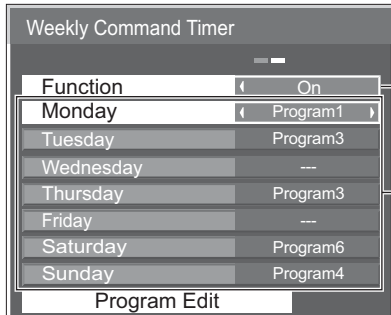 Weekly Command Timer
Function On
Monday Program1
Tuesday Program3
Wednesday ---
Thursday Program3
Friday ---
Saturday Program6
Sunday Program4
Program Edit